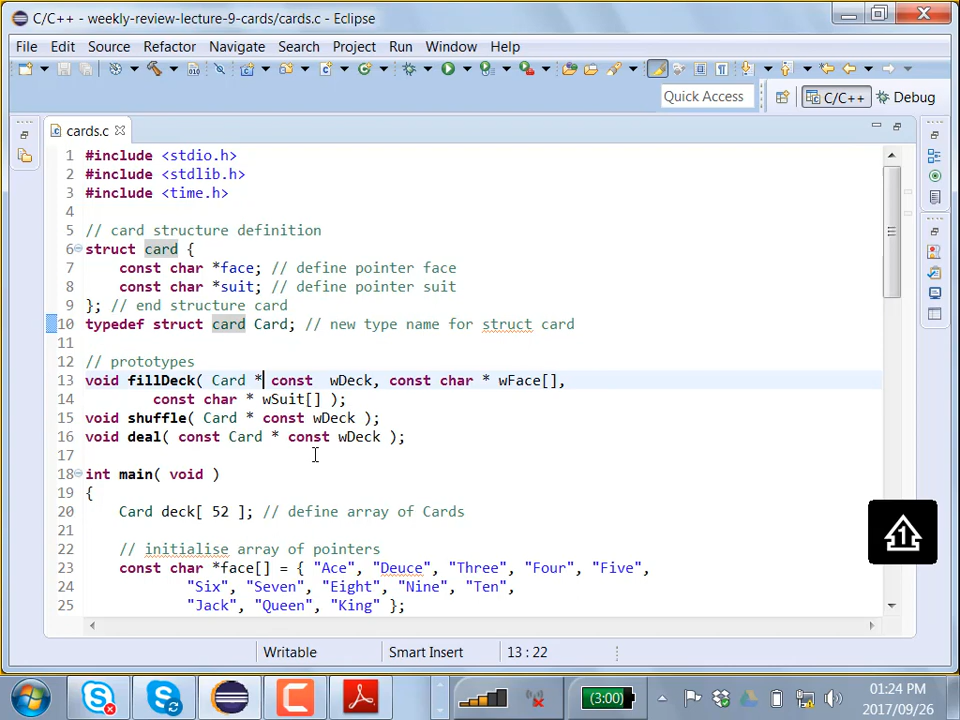 C/C++ - weekly-review-lecture-9-cards/cards.c - Eclipse
File Edit Source Refactor Navigate Search Project Run Window Help
Quick Access C/C++ Debug
cards.c
1 #include <stdio.h>
2 #include <stdlib.h>
3 #include <time.h>
4
5 // card structure definition
6 struct card {
7 const char *face; // define pointer face
8 const char *suit; // define pointer suit
9 }; // end structure card
10 typedef struct card Card; // new type name for struct card
11
12 // prototypes
13 void fillDeck( Card * const  wDeck, const char * wFace[],
14 const char * wSuit[] );
15 void shuffle( Card * const wDeck );
16 void deal( const Card * const wDeck );
17
18 int main( void )
19 {
20 Card deck[ 52 ]; // define array of Cards
21
22 // initialise array of pointers
23 const char *face[] = { "Ace", "Deuce", "Three", "Four", "Five",
24 "Six", "Seven", "Eight", "Nine", "Ten",
25 "Jack", "Queen", "King" };
1
Writable Smart Insert 13 : 22
(3:00)
01:24 PM
2017/09/26